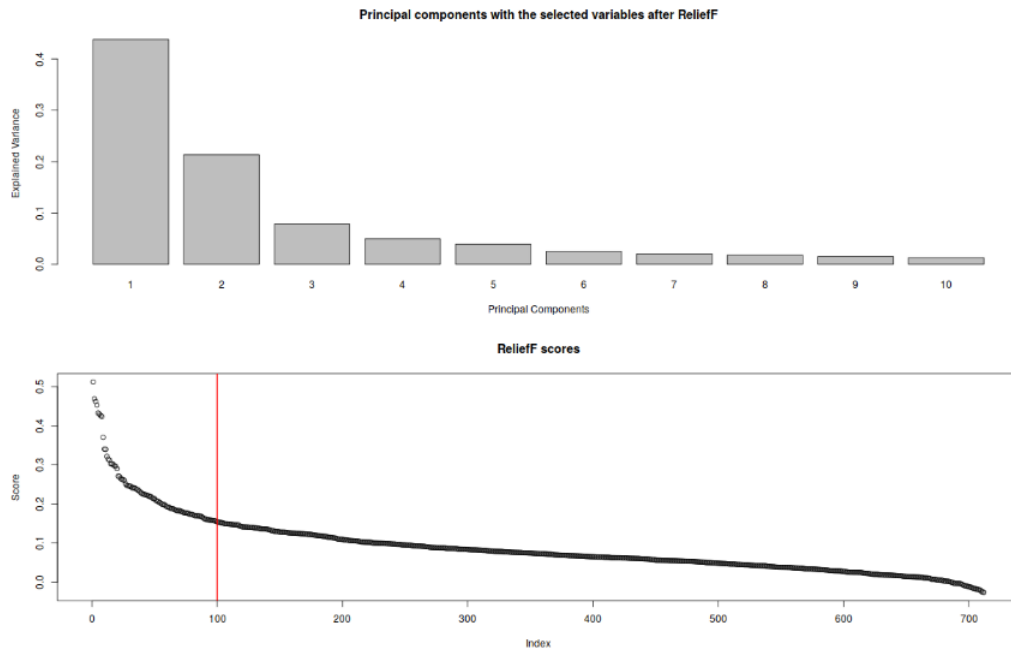 Principal components with the selected variables after ReliefF
Explained Variance
0.4
0.3
0.2
0.1
0.0
1 2 3 4 5 6 7 8 9 10
Principal Components
ReliefF scores
Score
0.5
0.4
0.3
0.2
0.1
0.0
0 100 200 300 400 500 600 700
Index